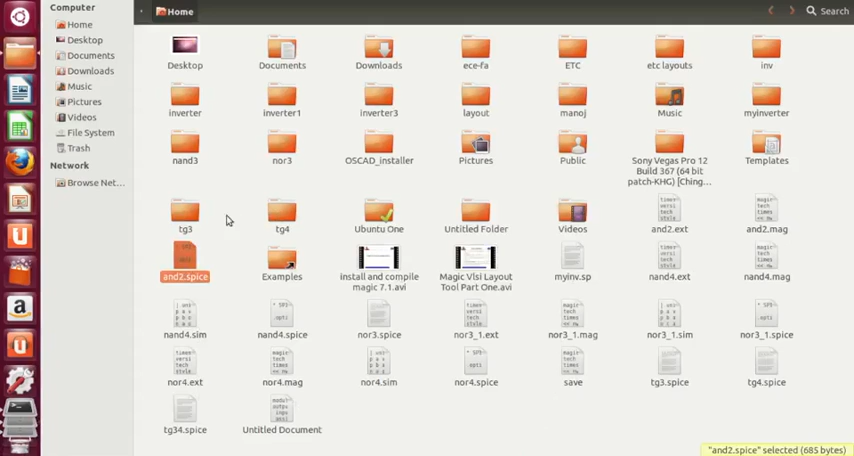 Computer
Home
Desktop
Documents
Downloads
Music
Pictures
Videos
File System
Trash
Network
Browse Net...
Home
Search
Desktop
Documents
Downloads
ece-fa
ETC
etc layouts
inv
inverter
inverter1
inverter3
layout
manoj
Music
myinverter
nand3
nor3
OSCAD_installer
Pictures
Public
Sony Vegas Pro 12
Build 367 (64 bit
patch-KHG) [Ching...
Templates
tg3
tg4
Ubuntu One
Untitled Folder
Videos
and2.ext
and2.mag
and2.spice
Examples
install and compile
magic 7.1.avi
Magic Vlsi Layout
Tool Part One.avi
myinv.sp
nand4.ext
nand4.mag
nand4.sim
nand4.spice
nor3.spice
nor3_1.ext
nor3_1.mag
nor3_1.sim
nor3_1.spice
nor4.ext
nor4.mag
nor4.sim
nor4.spice
save
tg3.spice
tg4.spice
tg34.spice
Untitled Document
"and2.spice" selected (685 bytes)